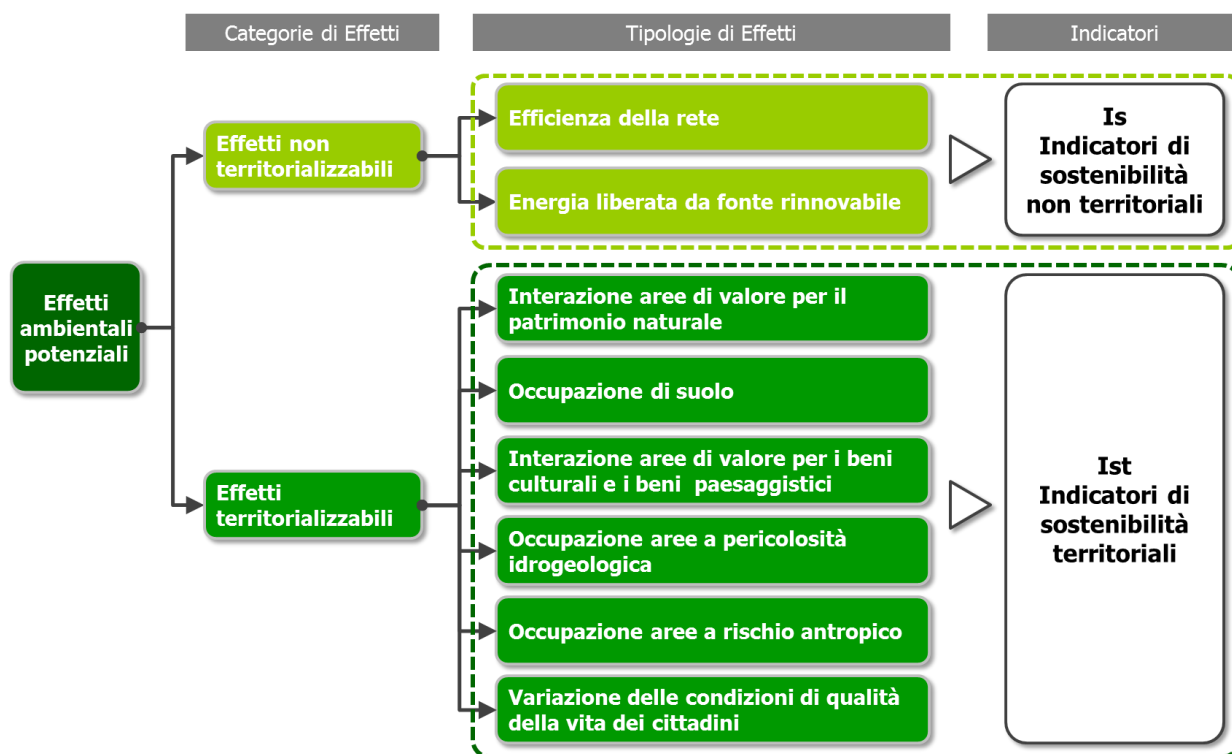 Categorie di Effetti
Tipologie di Effetti
Indicatori
Effetti
ambientali
potenziali
Effetti non
territorializzabili
Efficienza della rete
Energia liberata da fonte rinnovabile
Is
Indicatori di
sostenibilità
non territoriali
Effetti
territorializzabili
Interazione aree di valore per il
patrimonio naturale
Occupazione di suolo
Interazione aree di valore per i beni
culturali e i beni  paesaggistici
Occupazione aree a pericolosità
idrogeologica
Occupazione aree a rischio antropico
Variazione delle condizioni di qualità
della vita dei cittadini
Ist
Indicatori di
sostenibilità
territoriali